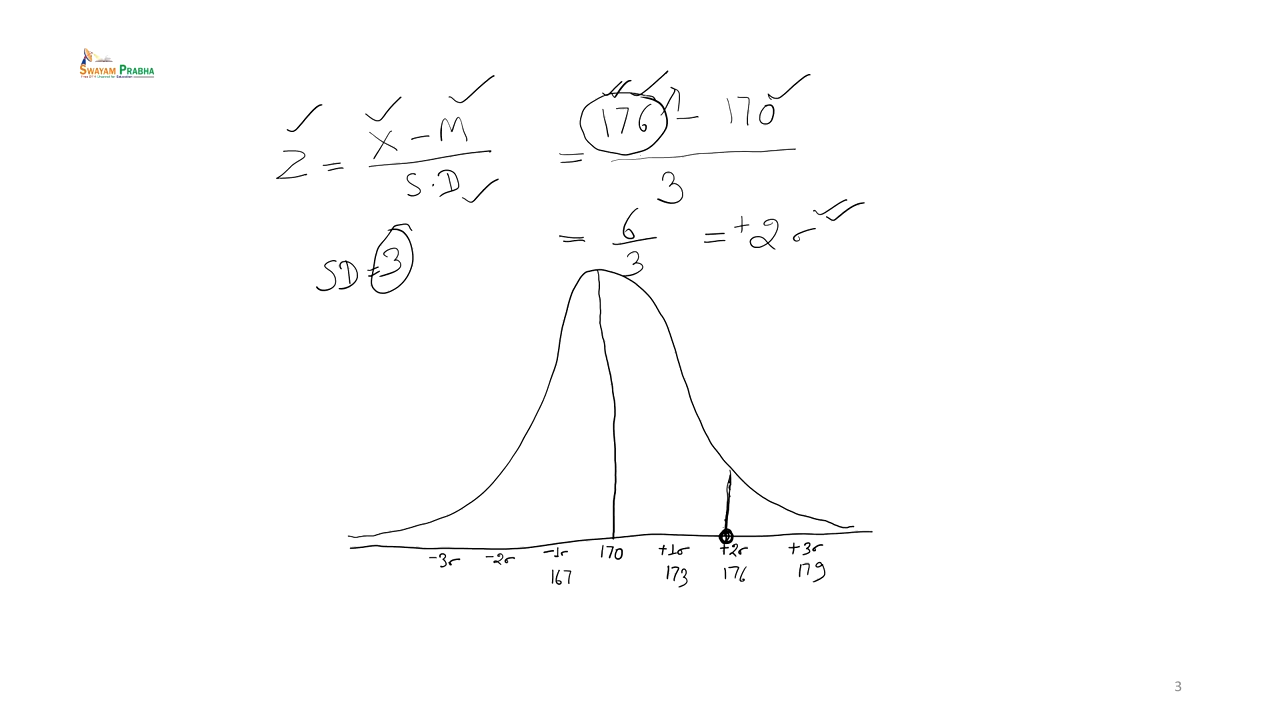 SWAYAM PRABHA
Z = X - M / S.D = 176 - 170 / 3
= 6 / 3 = +2σ
SD = 3
-3σ -2σ -1σ 170 +1σ +2σ +3σ
167 173 176 179
3